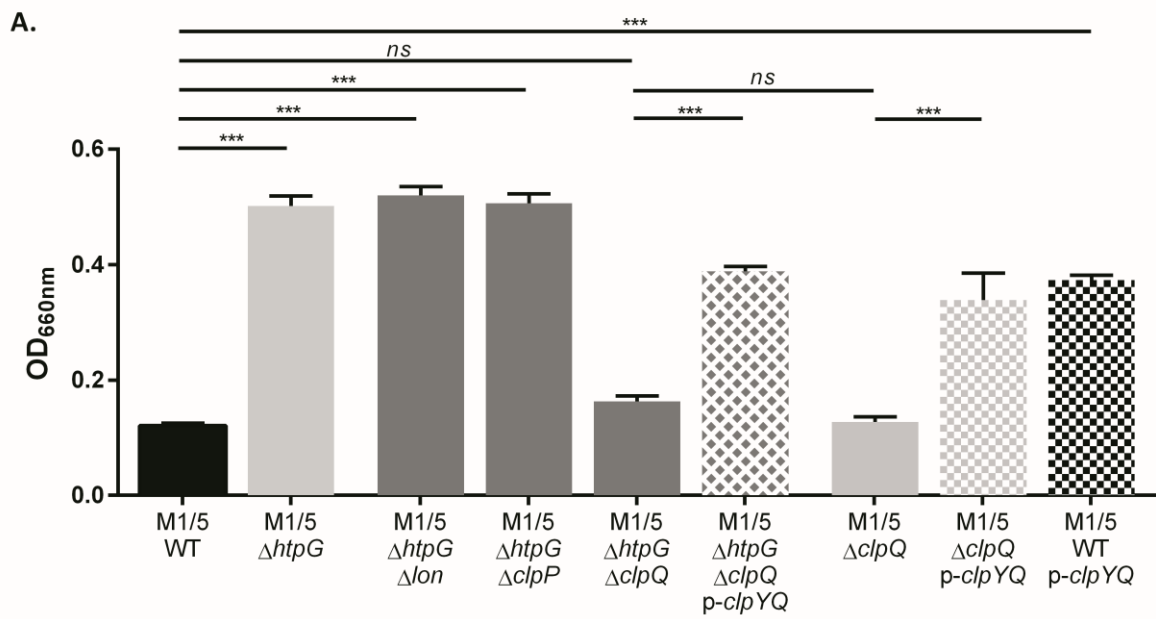 A.
***
ns
***
ns
***
***
***
***
0.6
0.4
0.2
0.0
OD660nm
M1/5
WT
M1/5
ΔhtpG
M1/5
ΔhtpG
Δlon
M1/5
ΔhtpG
ΔclpP
M1/5
ΔhtpG
ΔclpQ
M1/5
ΔhtpG
ΔclpQ
p-clpYQ
M1/5
ΔclpQ
M1/5
ΔclpQ
p-clpYQ
M1/5
WT
p-clpYQ